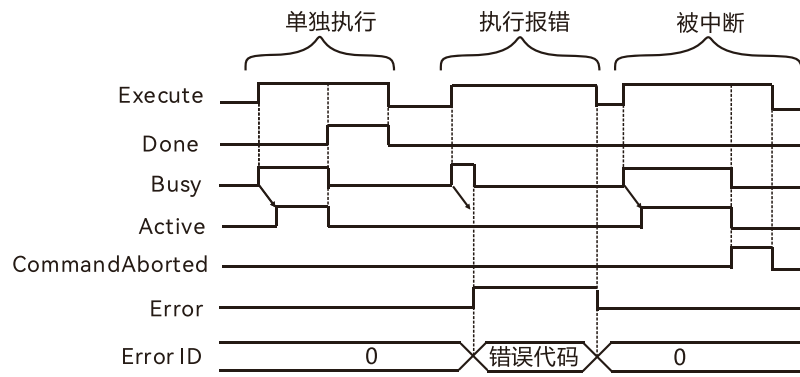 单独执行 执行报错 被中断
Execute
Done
Busy
Active
CommandAborted
Error
Error ID 0 错误代码 0